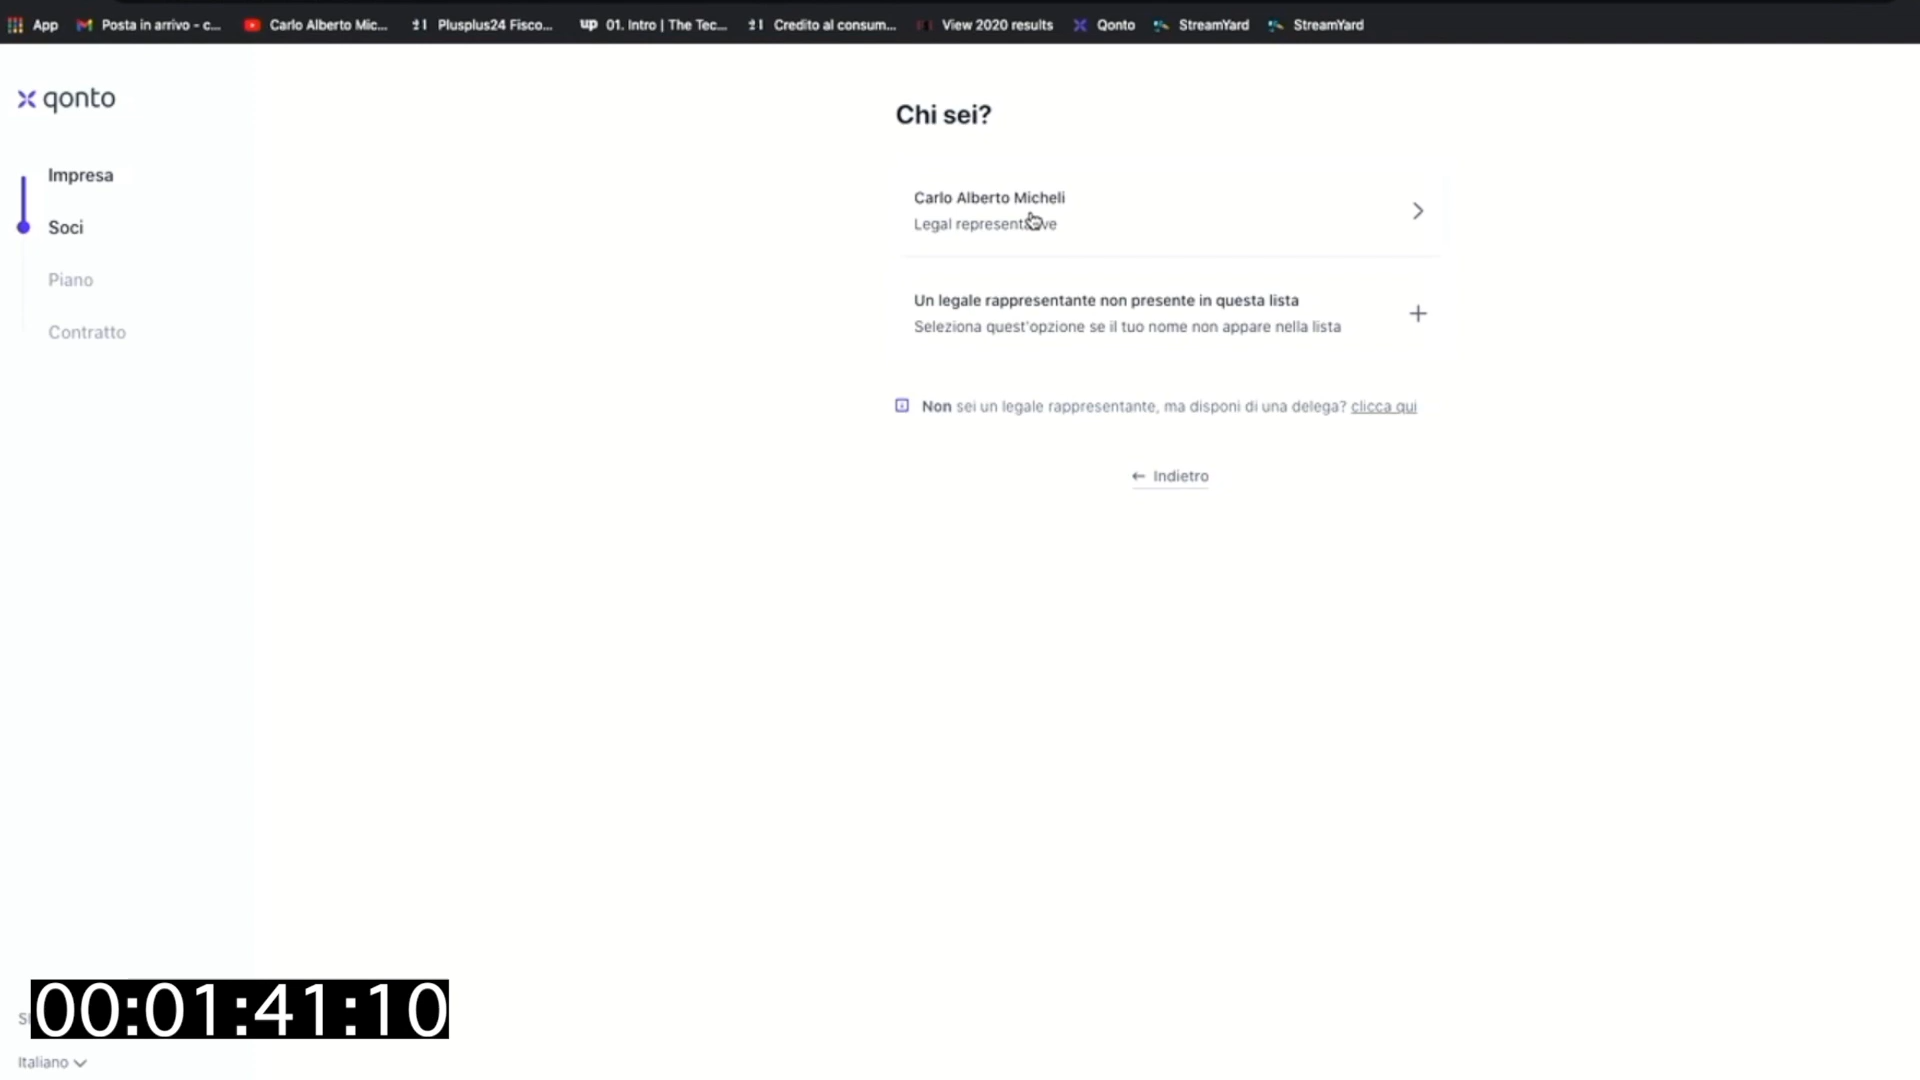 App
Posta in arrivo - c...
Carlo Alberto Mic...
Plusplus24 Fisco...
up 01. Intro | The Tec...
Credito al consum...
View 2020 results
Qonto
StreamYard
StreamYard
qonto
Impresa
Soci
Piano
Contratto
Chi sei?
Carlo Alberto Micheli
Legal representative
Un legale rappresentante non presente in questa lista
Seleziona quest'opzione se il tuo nome non appare nella lista
Non sei un legale rappresentante, ma disponi di una delega? clicca qui
← Indietro
00:01:41:10
Italiano